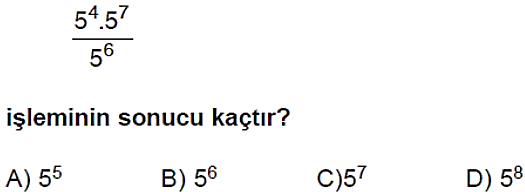 5⁴.5⁷
5⁶
işleminin sonucu kaçtır?
A) 5⁵ B) 5⁶ C)5⁷ D) 5⁸